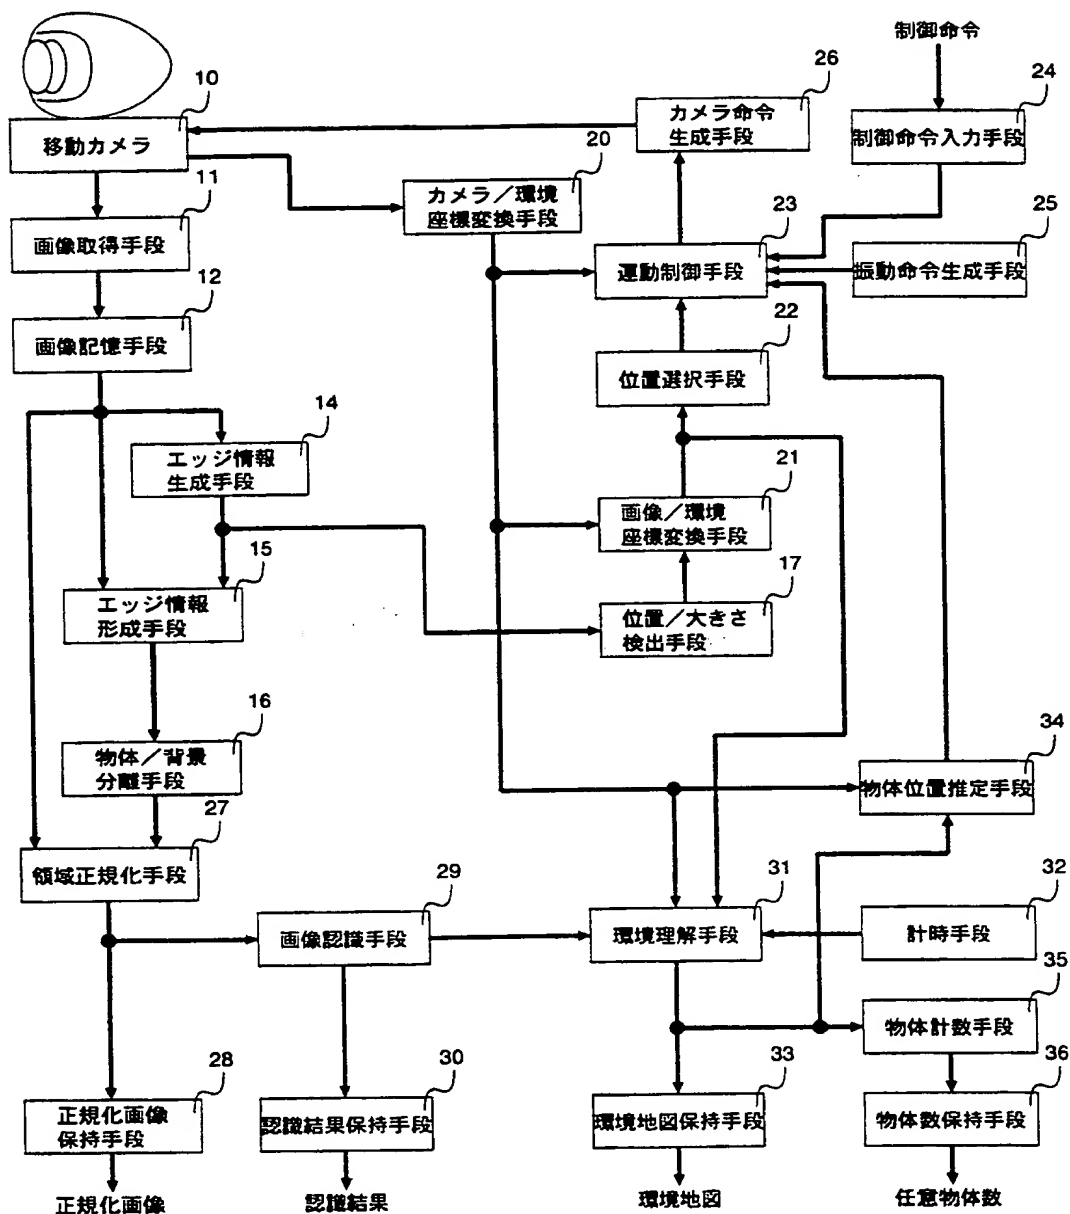 制御命令
26
24
10
カメラ命令
生成手段
制御命令入力手段
移動カメラ
20
11
カメラ／環境
座標変換手段
23
25
画像取得手段
運動制御手段
振動命令生成手段
12
22
画像記憶手段
位置選択手段
14
エッジ情報
生成手段
21
画像／環境
座標変換手段
15
17
エッジ情報
形成手段
位置／大きさ
検出手段
16
34
物体／背景
分離手段
物体位置推定手段
27
領域正規化手段
29
31
32
画像認識手段
環境理解手段
計時手段
35
物体計数手段
28
30
33
36
正規化画像
保持手段
認識結果保持手段
環境地図保持手段
物体数保持手段
正規化画像
認識結果
環境地図
任意物体数